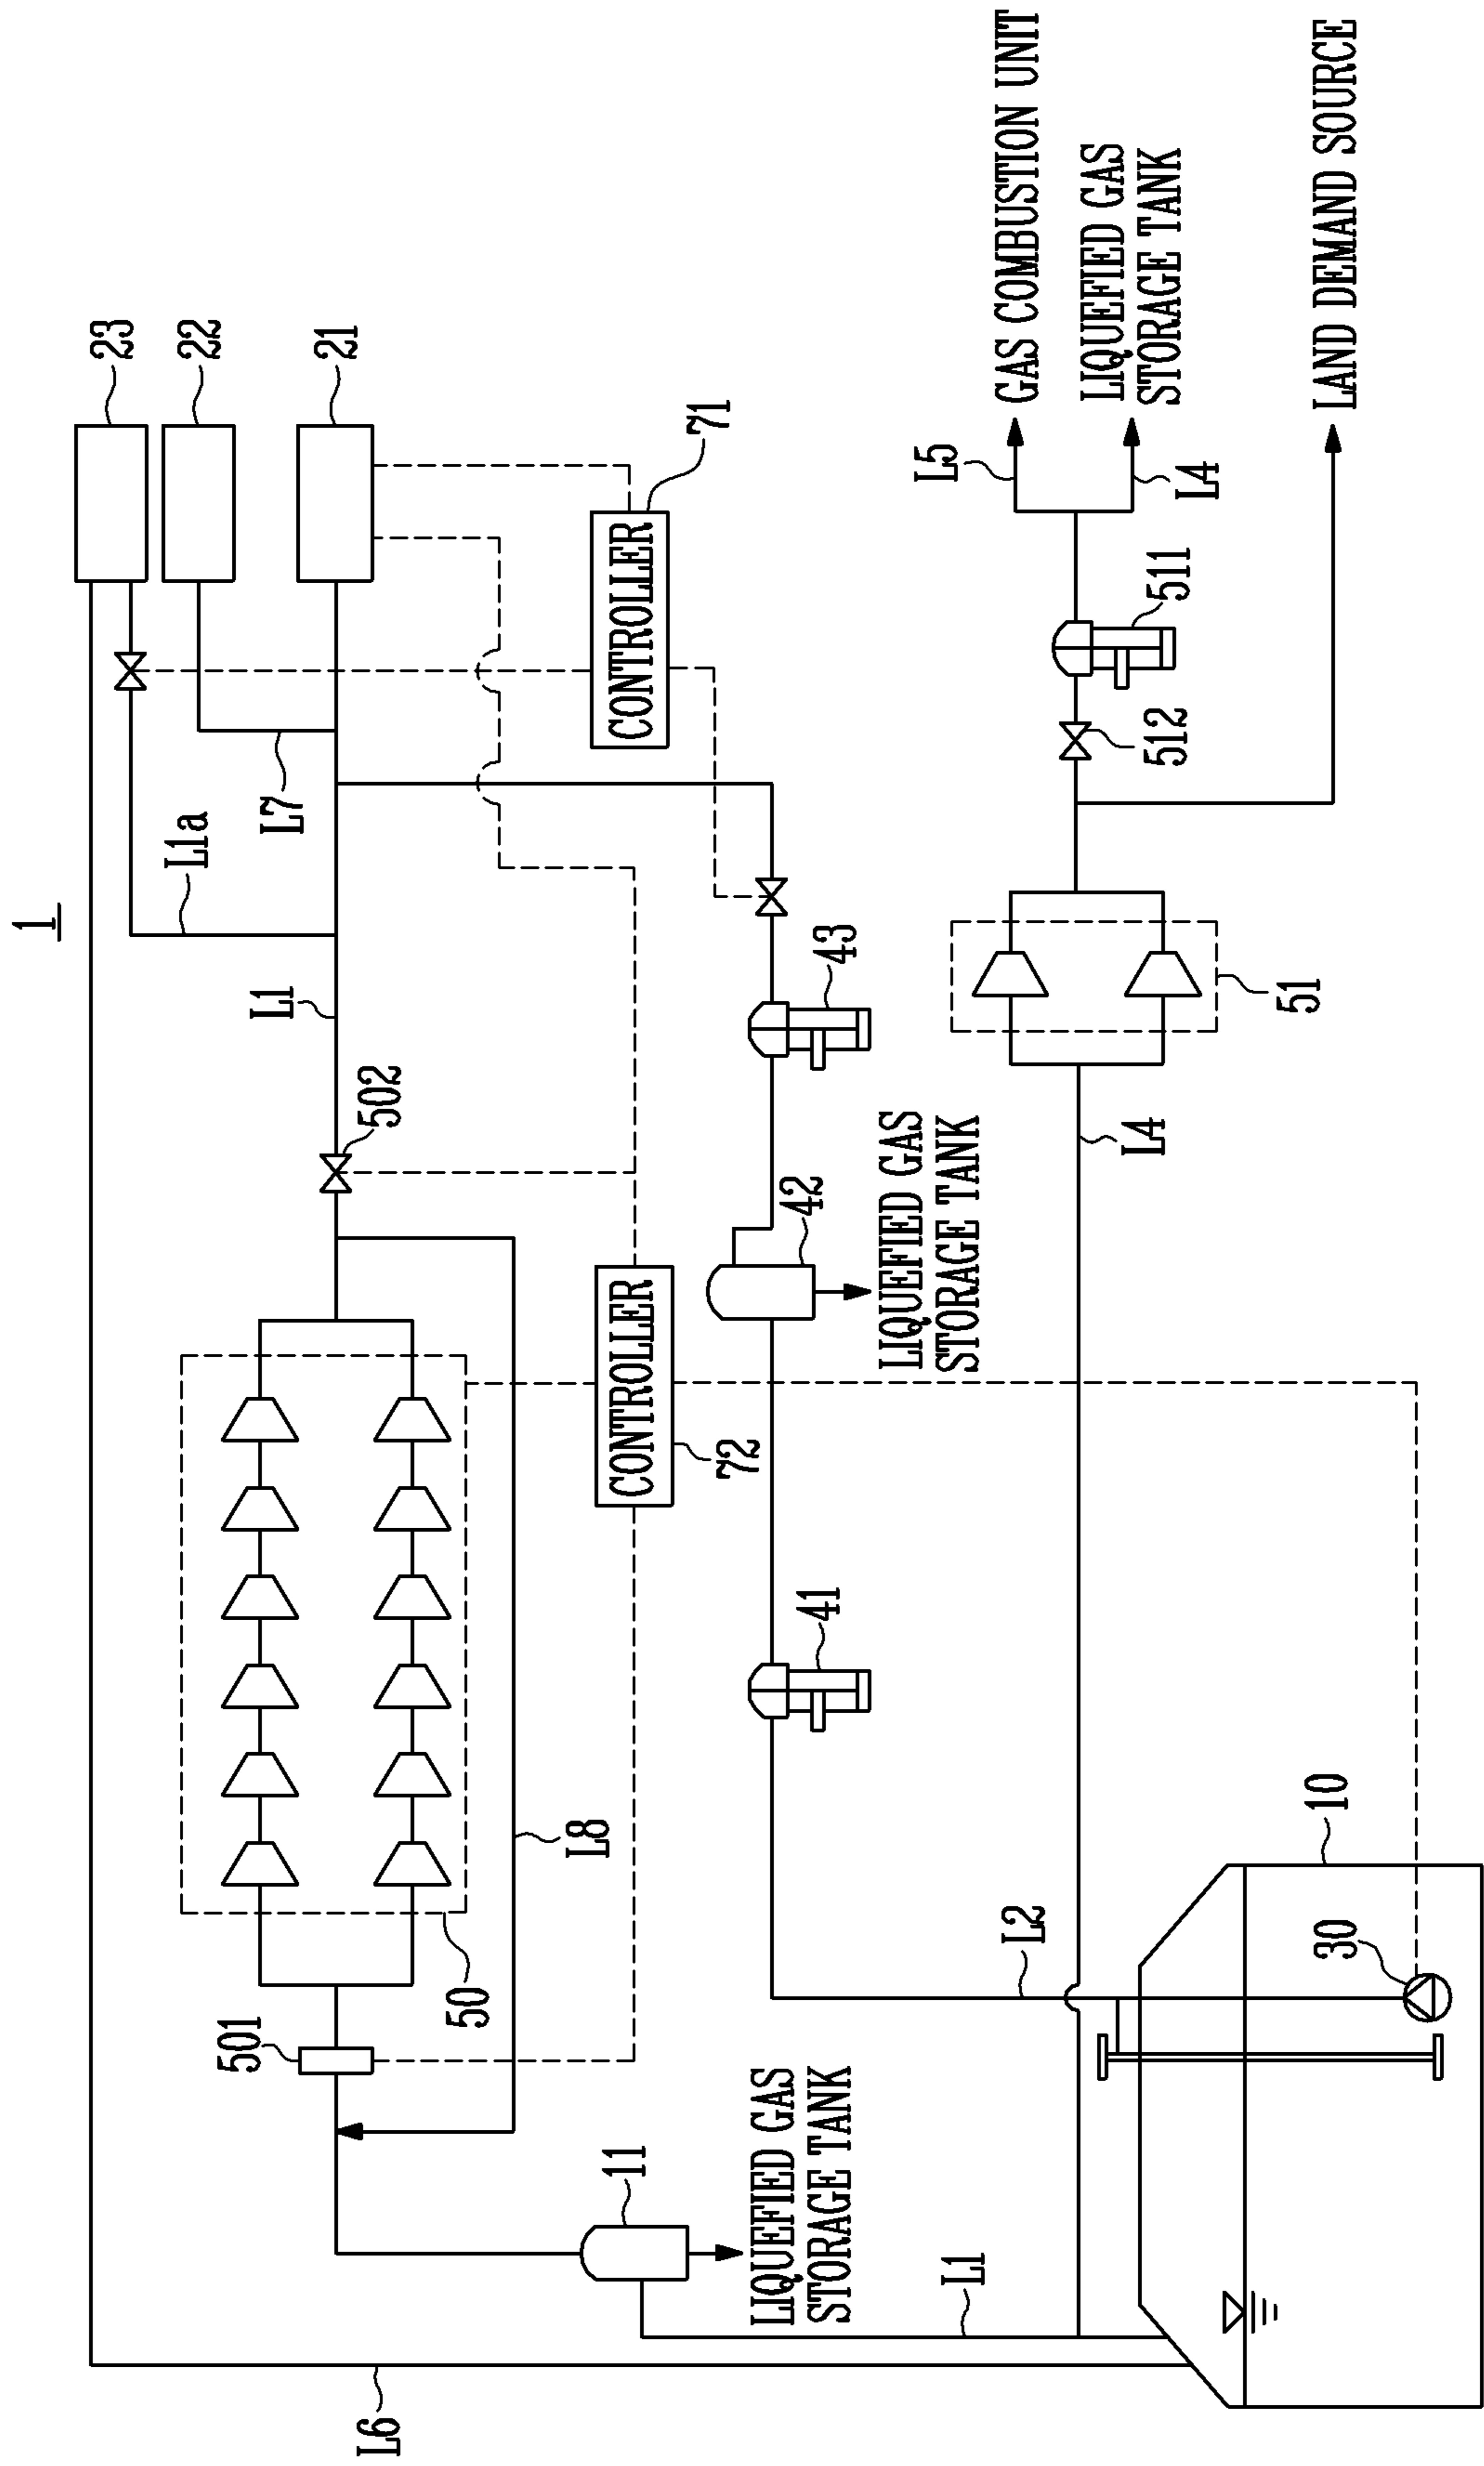 1
23
22
21
L7
L1a
L1
502
71
CONTROLLER
L5
GAS COMBUSTION UNIT
LIQUEFIED GAS
STORAGE TANK
L4
LAND DEMAND SOURCE
511
512
43
51
42
LIQUEFIED GAS
STORAGE TANK
L4
CONTROLLER
72
41
L8
50
501
11
LIQUEFIED GAS
STORAGE TANK
L1
L2
10
30
L6